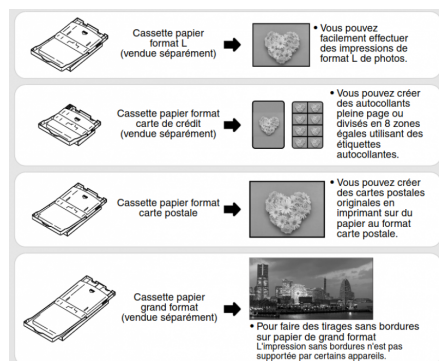 Cassette papier
format L
(vendue séparément)
• Vous pouvez
facilement effectuer
des impressions de
format L de photos.
Cassette papier format
carte de crédit
(vendue séparément)
• Vous pouvez créer
des autocollants
pleine page ou
divisés en 8 zones
égales utilisant des
étiquettes
autocollantes.
Cassette papier format
carte postale
• Vous pouvez créer
des cartes postales
originales en
imprimant sur du
papier au format
carte postale.
Cassette papier
grand format
(vendue séparément)
• Pour faire des tirages sans bordures
sur papier de grand format
L'impression sans bordures n'est pas
supportée par certains appareils.